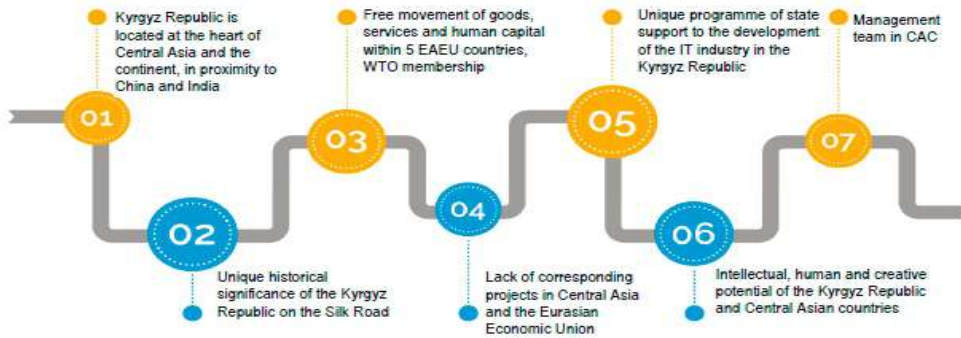 Kyrgyz Republic is
located at the heart of
Central Asia and the
continent, in proximity to
China and India
01
Unique historical
significance of the Kyrgyz
Republic on the Silk Road
02
Free movement of goods,
services and human capital
within 5 EAEU countries,
WTO membership
03
Lack of corresponding
projects in Central Asia
and the Eurasian
Economic Union
04
Unique programme of state
support to the development
of the IT industry in the
Kyrgyz Republic
05
Intellectual, human and creative
potential of the Kyrgyz Republic
and Central Asian countries
06
Management
team in CAC
07